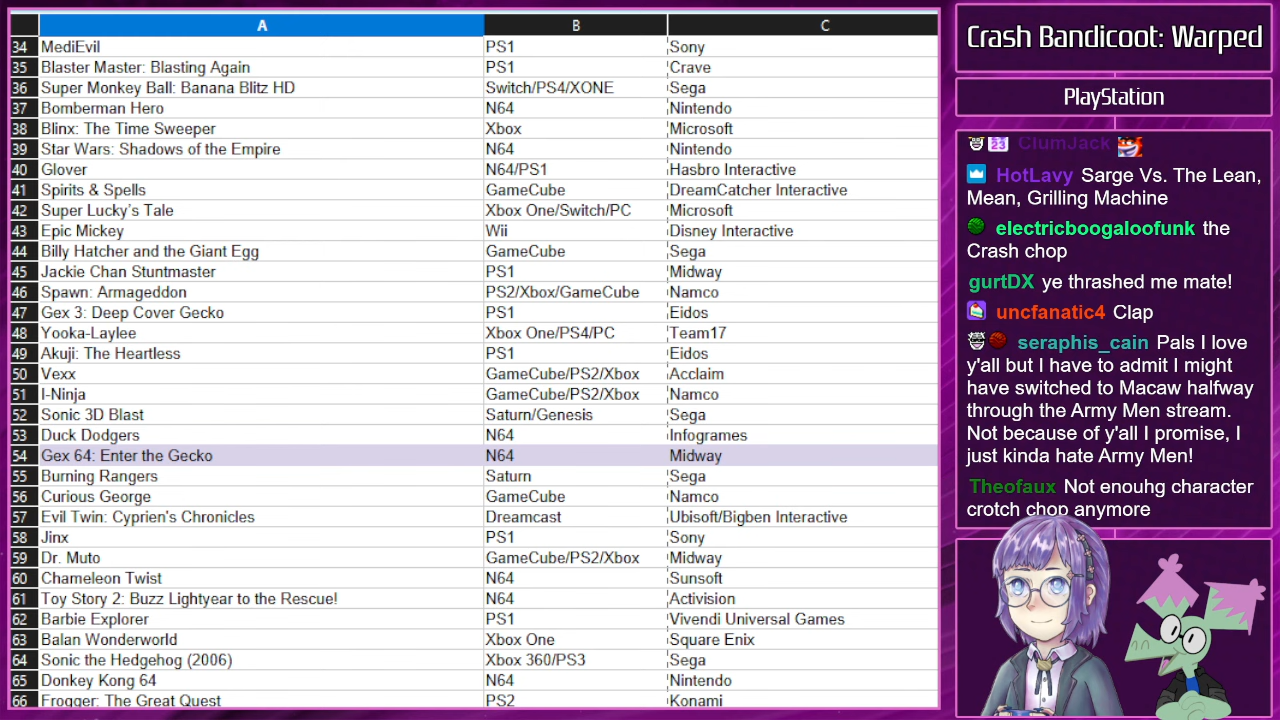 A B C
34 MediEvil PS1 Sony
35 Blaster Master: Blasting Again PS1 Crave
36 Super Monkey Ball: Banana Blitz HD Switch/PS4/XONE Sega
37 Bomberman Hero N64 Nintendo
38 Blinx: The Time Sweeper Xbox Microsoft
39 Star Wars: Shadows of the Empire N64 Nintendo
40 Glover N64/PS1 Hasbro Interactive
41 Spirits & Spells GameCube DreamCatcher Interactive
42 Super Lucky’s Tale Xbox One/Switch/PC Microsoft
43 Epic Mickey Wii Disney Interactive
44 Billy Hatcher and the Giant Egg GameCube Sega
45 Jackie Chan Stuntmaster PS1 Midway
46 Spawn: Armageddon PS2/Xbox/GameCube Namco
47 Gex 3: Deep Cover Gecko PS1 Eidos
48 Yooka-Laylee Xbox One/PS4/PC Team17
49 Akuji: The Heartless PS1 Eidos
50 Vexx GameCube/PS2/Xbox Acclaim
51 I-Ninja GameCube/PS2/Xbox Namco
52 Sonic 3D Blast Saturn/Genesis Sega
53 Duck Dodgers N64 Infogrames
54 Gex 64: Enter the Gecko N64 Midway
55 Burning Rangers Saturn Sega
56 Curious George GameCube Namco
57 Evil Twin: Cyprien's Chronicles Dreamcast Ubisoft/Bigben Interactive
58 Jinx PS1 Sony
59 Dr. Muto GameCube/PS2/Xbox Midway
60 Chameleon Twist N64 Sunsoft
61 Toy Story 2: Buzz Lightyear to the Rescue! N64 Activision
62 Barbie Explorer PS1 Vivendi Universal Games
63 Balan Wonderworld Xbox One Square Enix
64 Sonic the Hedgehog (2006) Xbox 360/PS3 Sega
65 Donkey Kong 64 N64 Nintendo
66 Frogger: The Great Quest PS2 Konami
Crash Bandicoot: Warped
PlayStation
23 ClumJack
HotLavy Sarge Vs. The Lean,
Mean, Grilling Machine
electricboogaloofunk the
Crash chop
gurtDX ye thrashed me mate!
uncfanatic4 Clap
seraphis_cain Pals I love
y'all but I have to admit I might
have switched to Macaw halfway
through the Army Men stream.
Not because of y'all I promise, I
just kinda hate Army Men!
Theofaux Not enouhg character
crotch chop anymore